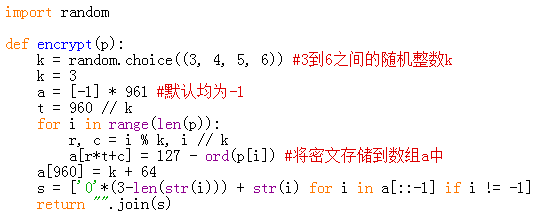 import random
def encrypt(p):
    k = random.choice((3, 4, 5, 6)) #3到6之间的随机整数k
    k = 3
    a = [-1] * 961 #默认均为-1
    t = 960 // k
    for i in range(len(p)):
        r, c = i % k, i // k
        a[r*t+c] = 127 - ord(p[i]) #将密文存储到数组a中
    a[960] = k + 64
    s = ['0'*(3-len(str(i))) + str(i) for i in a[::-1] if i != -1]
    return "".join(s)